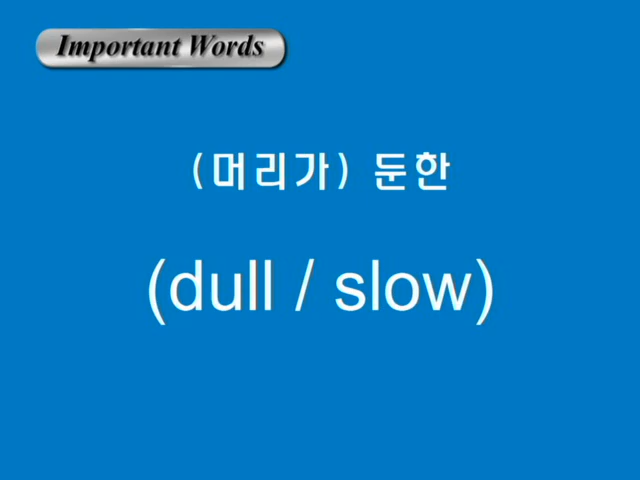 Important Words
(머리가) 둔한
(dull / slow)